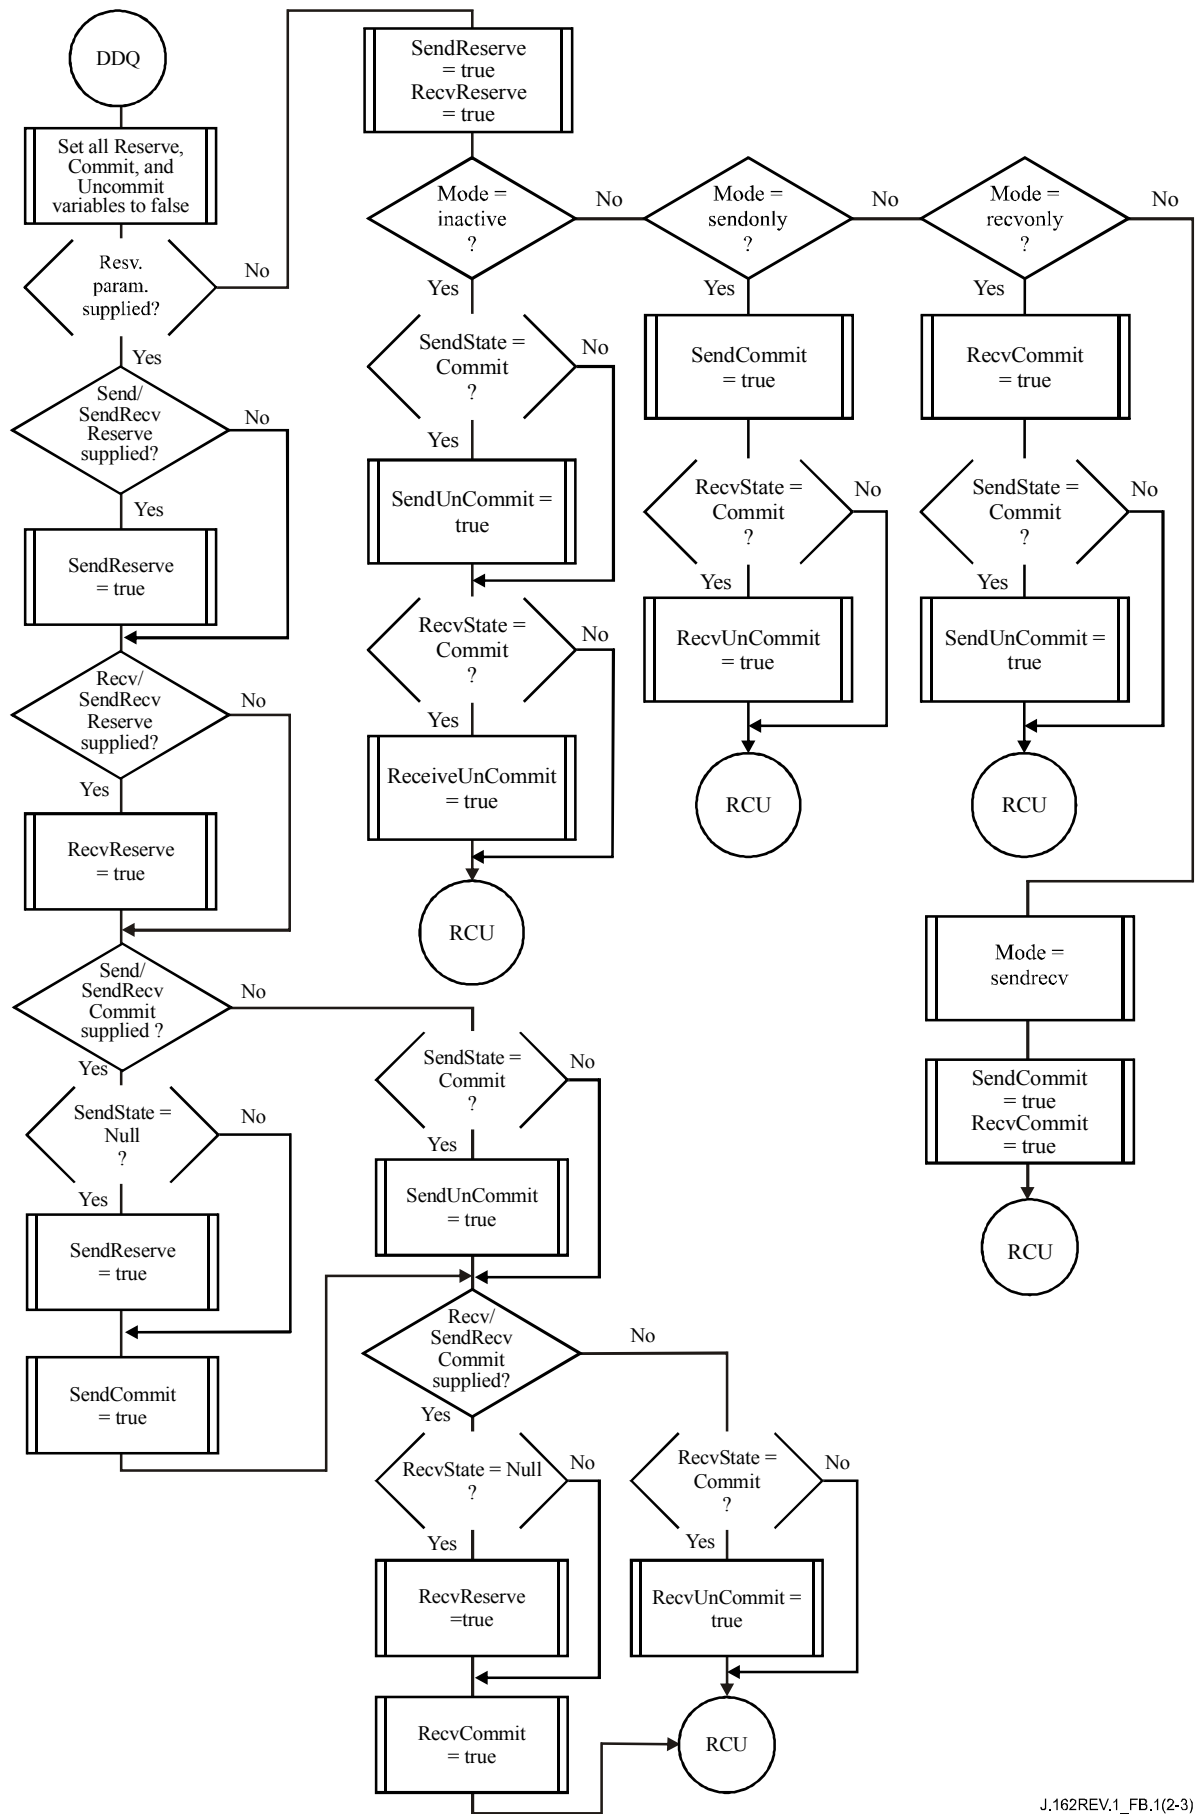 DDQ
Set all Reserve,
Commit, and
Uncommit
variables to false
Resv.
param.
supplied?
No
Yes
Send/
SendRecv
Reserve
supplied?
No
Yes
SendReserve
= true
Recv/
SendRecv
Reserve
supplied?
No
Yes
RecvReserve
= true
Send/
SendRecv
Commit
supplied ?
No
Yes
SendState =
Null
?
No
Yes
SendReserve
= true
SendCommit
= true
SendReserve
= true
RecvReserve
= true
Mode =
inactive
?
No
Yes
SendState =
Commit
?
No
Yes
SendUnCommit =
true
RecvState =
Commit
?
No
Yes
ReceiveUnCommit
= true
RCU
Mode =
sendonly
?
No
Yes
SendCommit
= true
RecvState =
Commit
?
No
Yes
RecvUnCommit
= true
RCU
Mode =
recvonly
?
No
Yes
RecvCommit
= true
SendState =
Commit
?
No
Yes
SendUnCommit =
true
RCU
Mode =
sendrecv
SendCommit
= true
RecvCommit
= true
RCU
SendState =
Commit
?
No
Yes
SendUnCommit
= true
Recv/
SendRecv
Commit
supplied?
No
Yes
RecvState = Null
?
No
Yes
RecvReserve
=true
RecvCommit
= true
RecvState =
Commit
?
No
Yes
RecvUnCommit =
true
RCU
J.162REV.1_FB.1(2-3)